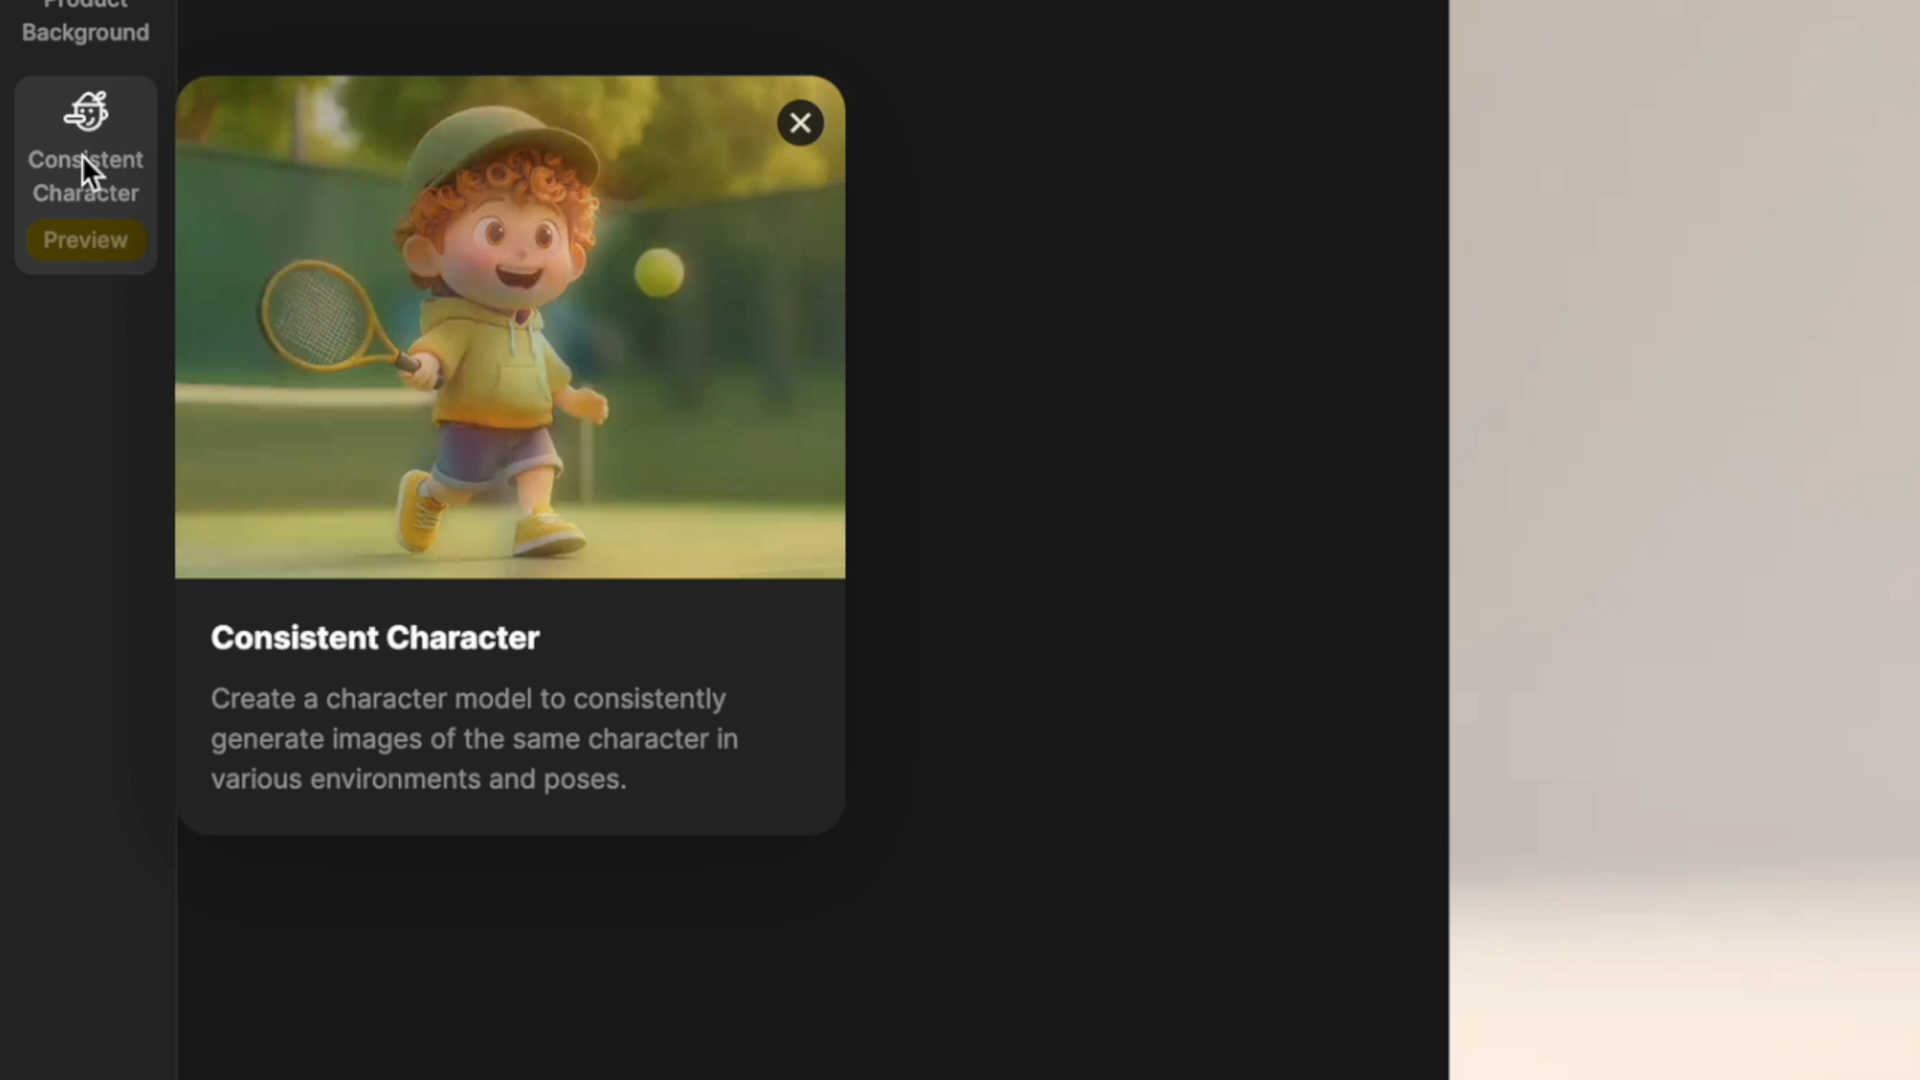 Product
Background
Consistent
Character
Preview
Consistent Character
Create a character model to consistently
generate images of the same character in
various environments and poses.